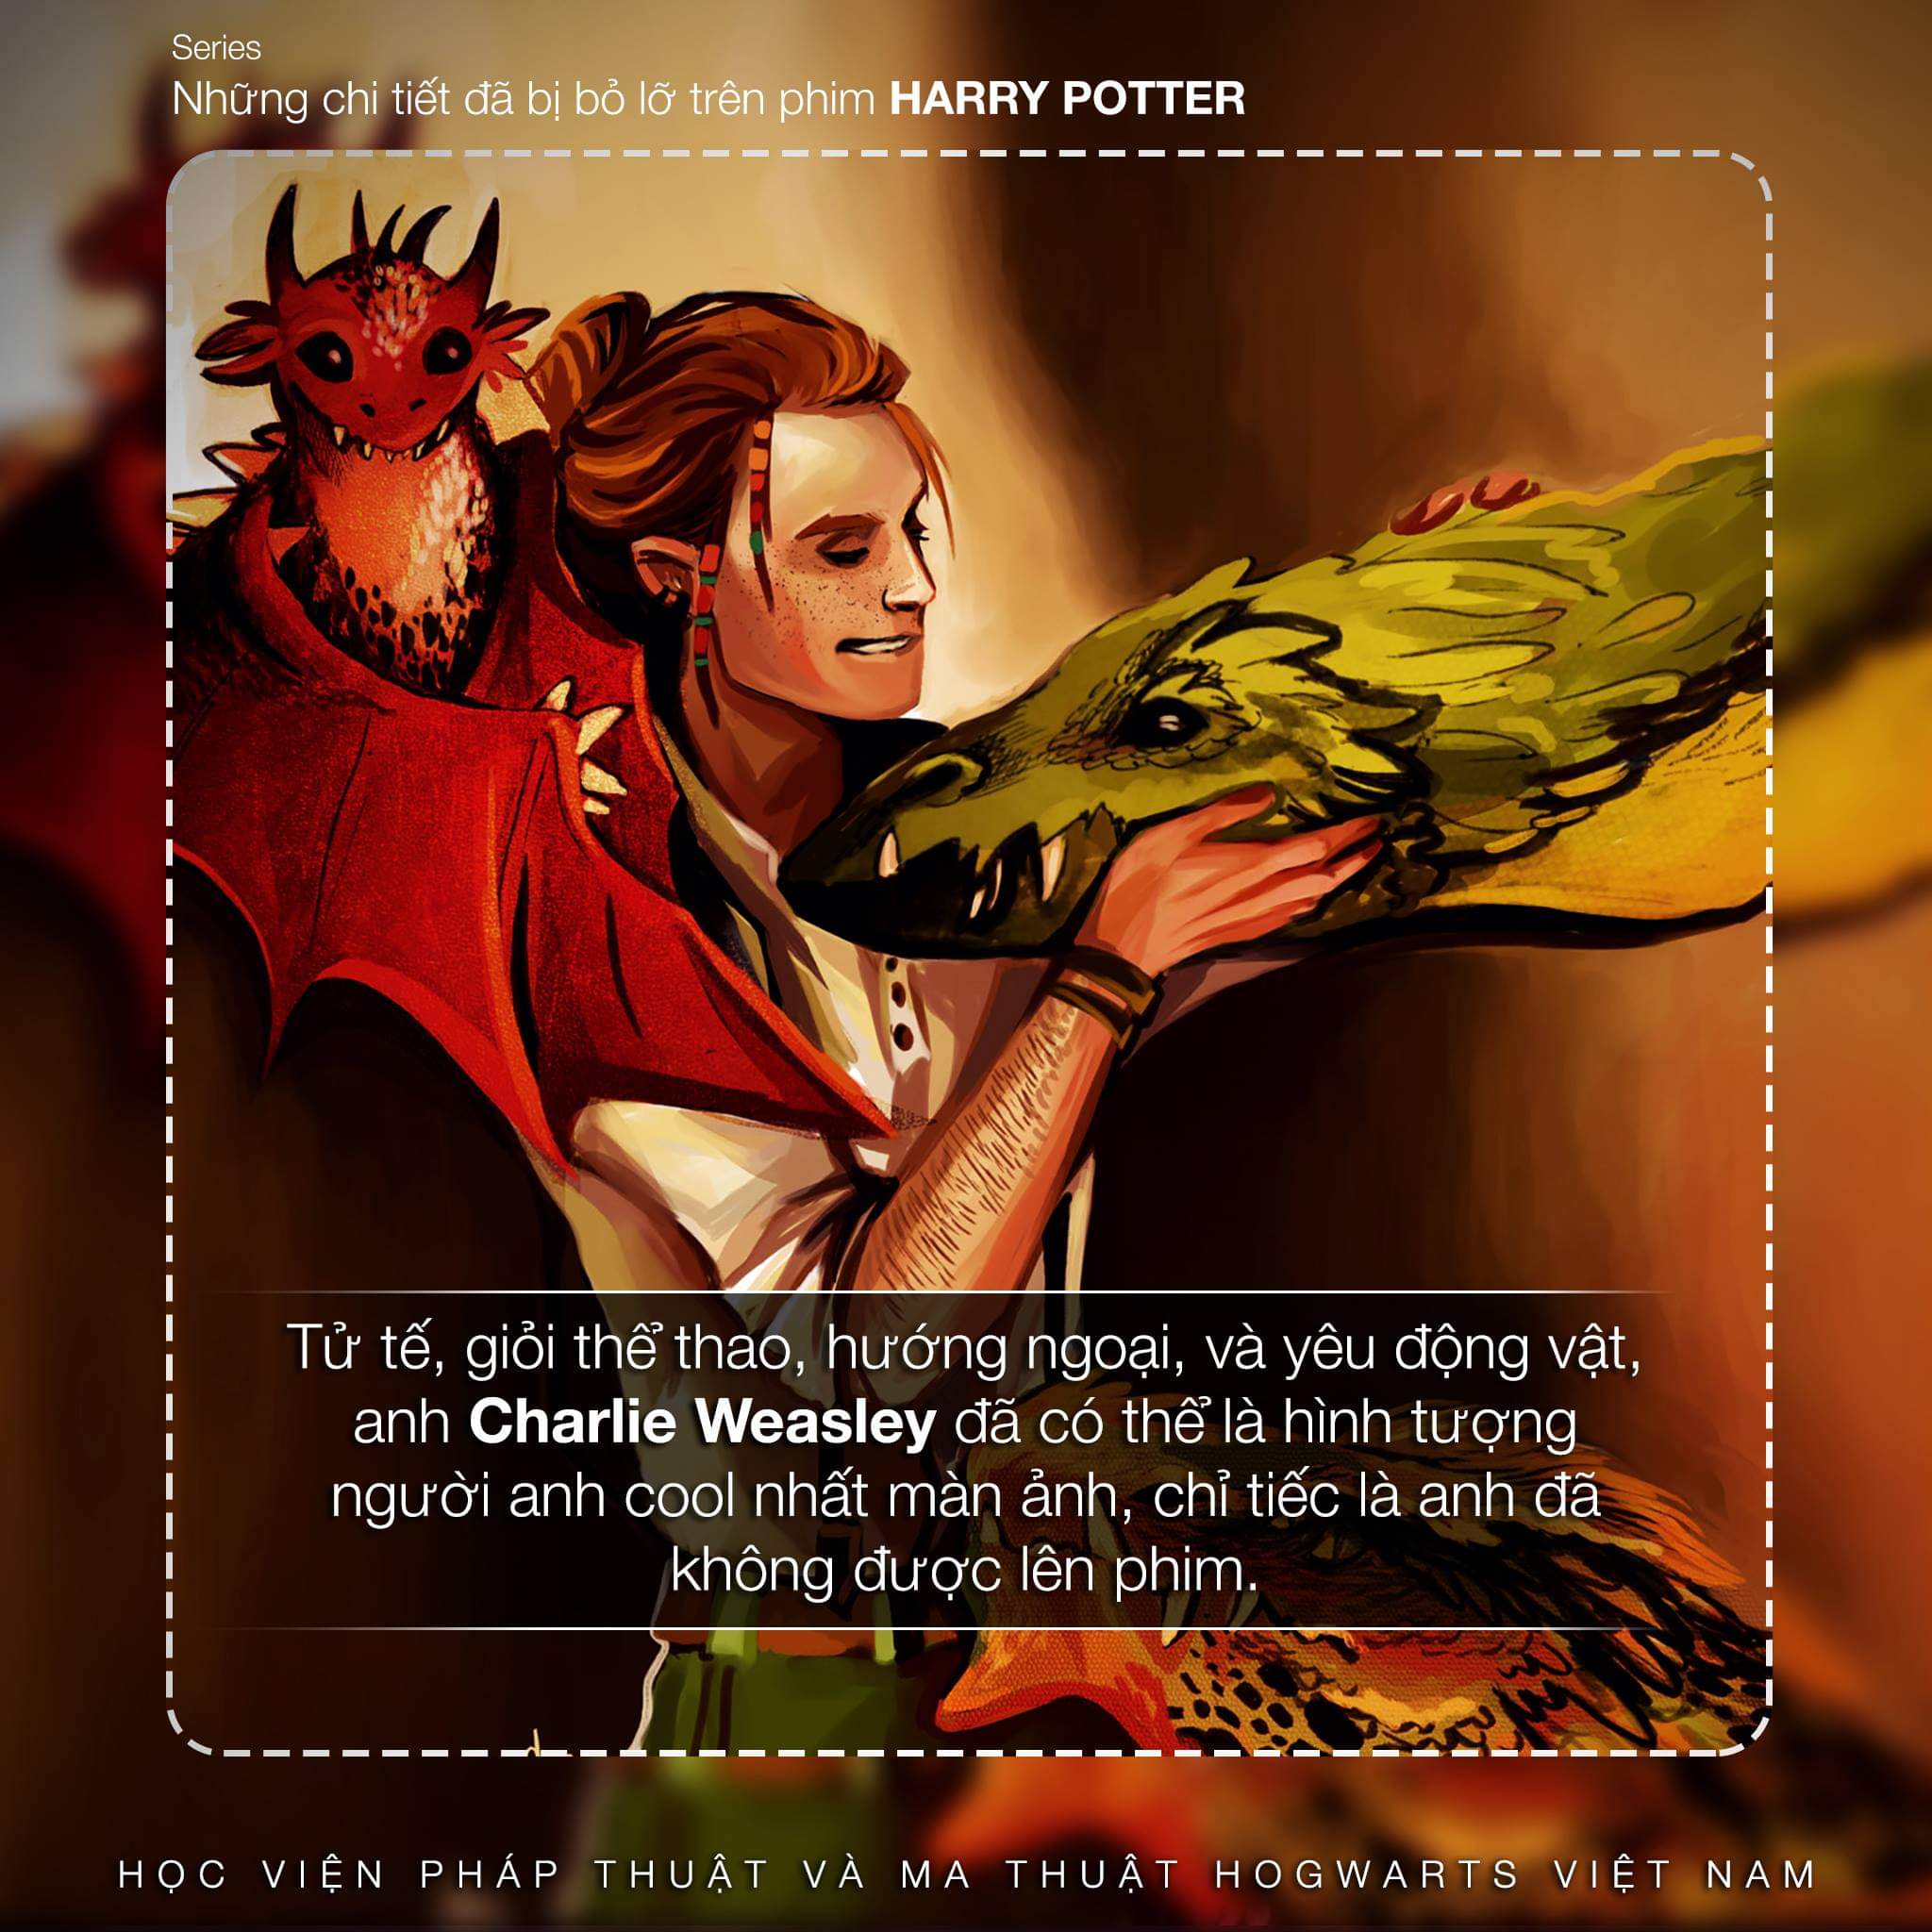 Series
Những chi tiết đã bị bỏ lỡ trên phim HARRY POTTER
Tử tế, giỏi thể thao, hướng ngoại, và yêu động vật,
anh Charlie Weasley đã có thể là hình tượng
người anh cool nhất màn ảnh, chỉ tiếc là anh đã
không được lên phim.
HỌC VIỆN PHÁP THUẬT VÀ MA THUẬT HOGWARTS VIỆT NAM